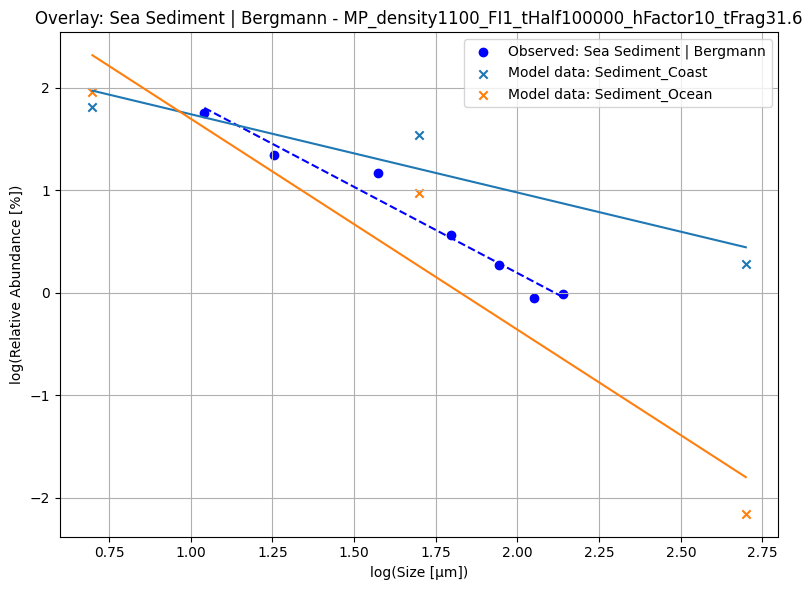 Overlay: Sea Sediment | Bergmann - MP_density1100_FI1_tHalf100000_hFactor10_tFrag31.6
Observed: Sea Sediment | Bergmann
Model data: Sediment_Coast
Model data: Sediment_Ocean
log(Relative Abundance [%])
2
1
0
−1
−2
0.75
1.00
1.25
1.50
1.75
2.00
2.25
2.50
2.75
log(Size [μm])